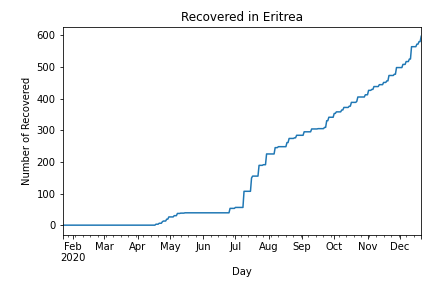 Recovered in Eritrea
Number of Recovered
600
500
400
300
200
100
0
Feb Mar Apr May Jun Jul Aug Sep Oct Nov Dec
2020
Day